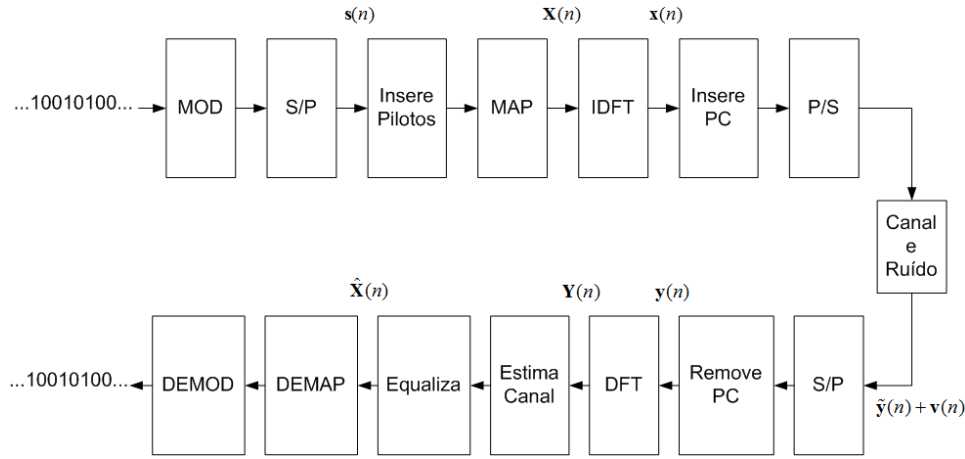 s(n)
X(n)
x(n)
...10010100...
MOD
S/P
Insere
Pilotos
MAP
IDFT
Insere
PC
P/S
Canal
e
Ruído
X̂(n)
Y(n)
y(n)
...10010100...
DEMOD
DEMAP
Equaliza
Estima
Canal
DFT
Remove
PC
S/P
ỹ(n) + v(n)